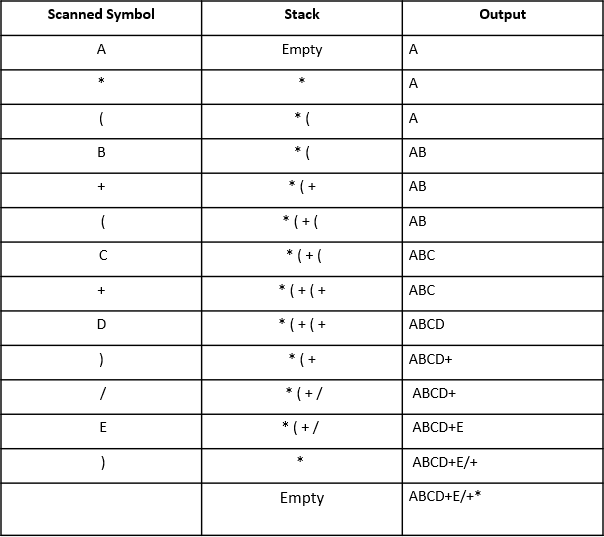 Scanned Symbol Stack Output
A Empty A
* * A
( * ( A
B * ( AB
+ * ( + AB
( * ( + ( AB
C * ( + ( ABC
+ * ( + ( + ABC
D * ( + ( + ABCD
) * ( + ABCD+
/ * ( + / ABCD+
E * ( + / ABCD+E
) * ABCD+E/+
Empty ABCD+E/+*